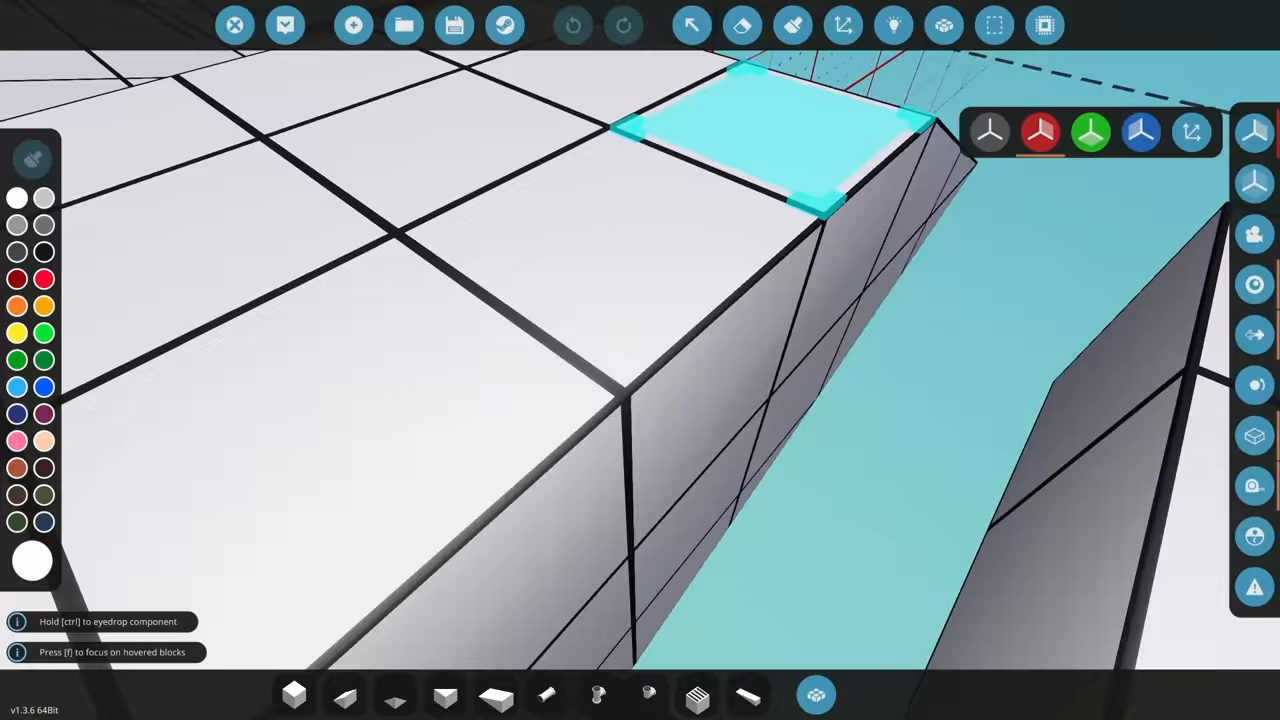 Hold [ctrl] to eyedrop component
Press [f] to focus on hovered blocks
v1.3.6 64Bit